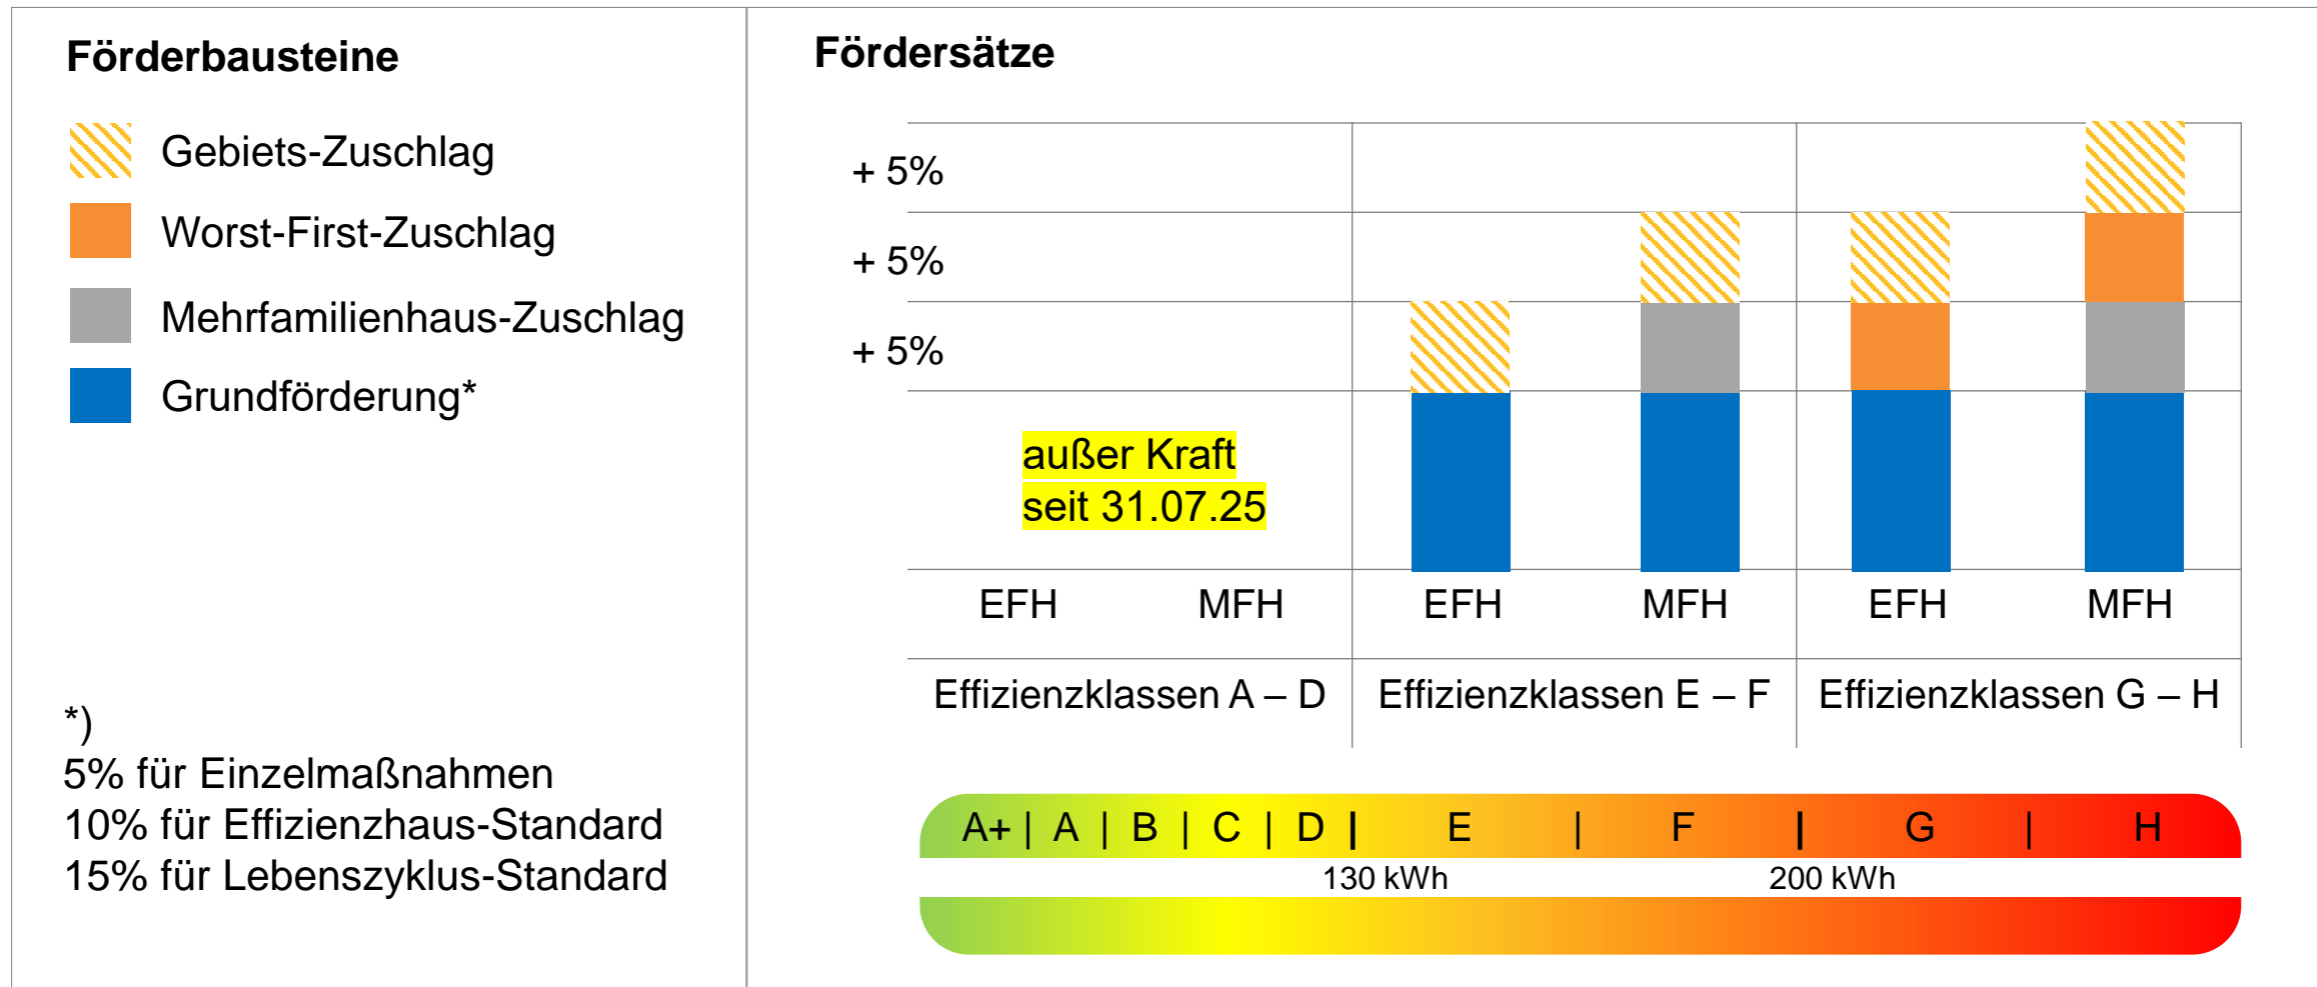 Förderbausteine
Gebiets-Zuschlag
Worst-First-Zuschlag
Mehrfamilienhaus-Zuschlag
Grundförderung*
*)
5% für Einzelmaßnahmen
10% für Effizienzhaus-Standard
15% für Lebenszyklus-Standard
Fördersätze
+ 5%
+ 5%
+ 5%
außer Kraft
seit 31.07.25
EFH MFH EFH MFH EFH MFH
Effizienzklassen A – D Effizienzklassen E – F Effizienzklassen G – H
A+ | A | B | C | D | E | F | G | H
130 kWh 200 kWh